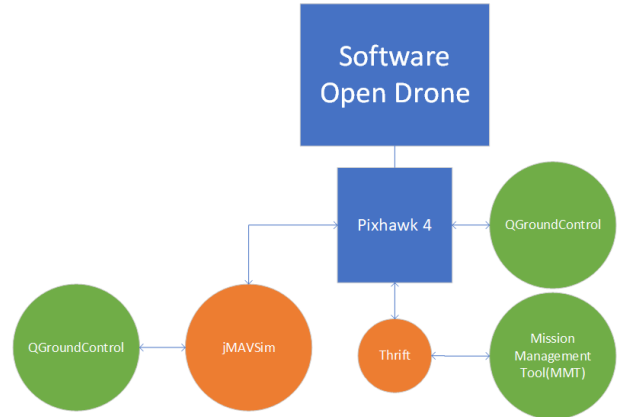 Software
Open Drone
Pixhawk 4
QGroundControl
QGroundControl
jMAVSim
Thrift
Mission
Management
Tool(MMT)